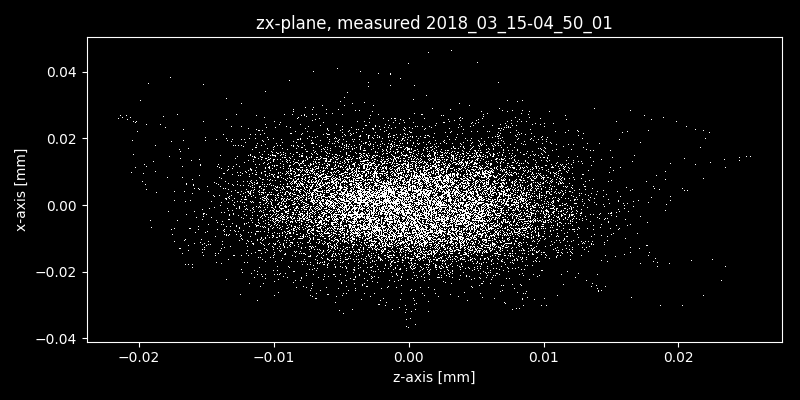 zx-plane, measured 2018_03_15-04_50_01
0.04
0.02
0.00
−0.02
−0.04
x-axis [mm]
−0.02 −0.01 0.00 0.01 0.02
z-axis [mm]